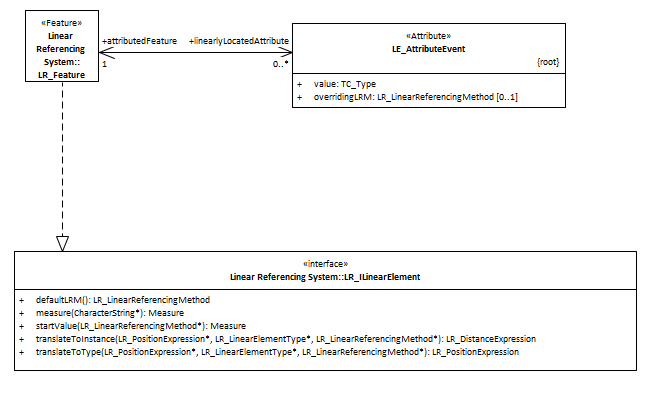 «Feature»
Linear
Referencing
System::
LR_Feature
+attributedFeature
+linearlyLocatedAttribute
1
0..*
«Attribute»
LE_AttributeEvent
{root}
+ value: TC_Type
+ overridingLRM: LR_LinearReferencingMethod [0..1]
«interface»
Linear Referencing System::LR_ILinearElement
+ defaultLRM(): LR_LinearReferencingMethod
+ measure(CharacterString*): Measure
+ startValue(LR_LinearReferencingMethod*): Measure
+ translateToInstance(LR_PositionExpression*, LR_LinearElementType*, LR_LinearReferencingMethod*): LR_DistanceExpression
+ translateToType(LR_PositionExpression*, LR_LinearElementType*, LR_LinearReferencingMethod*): LR_PositionExpression